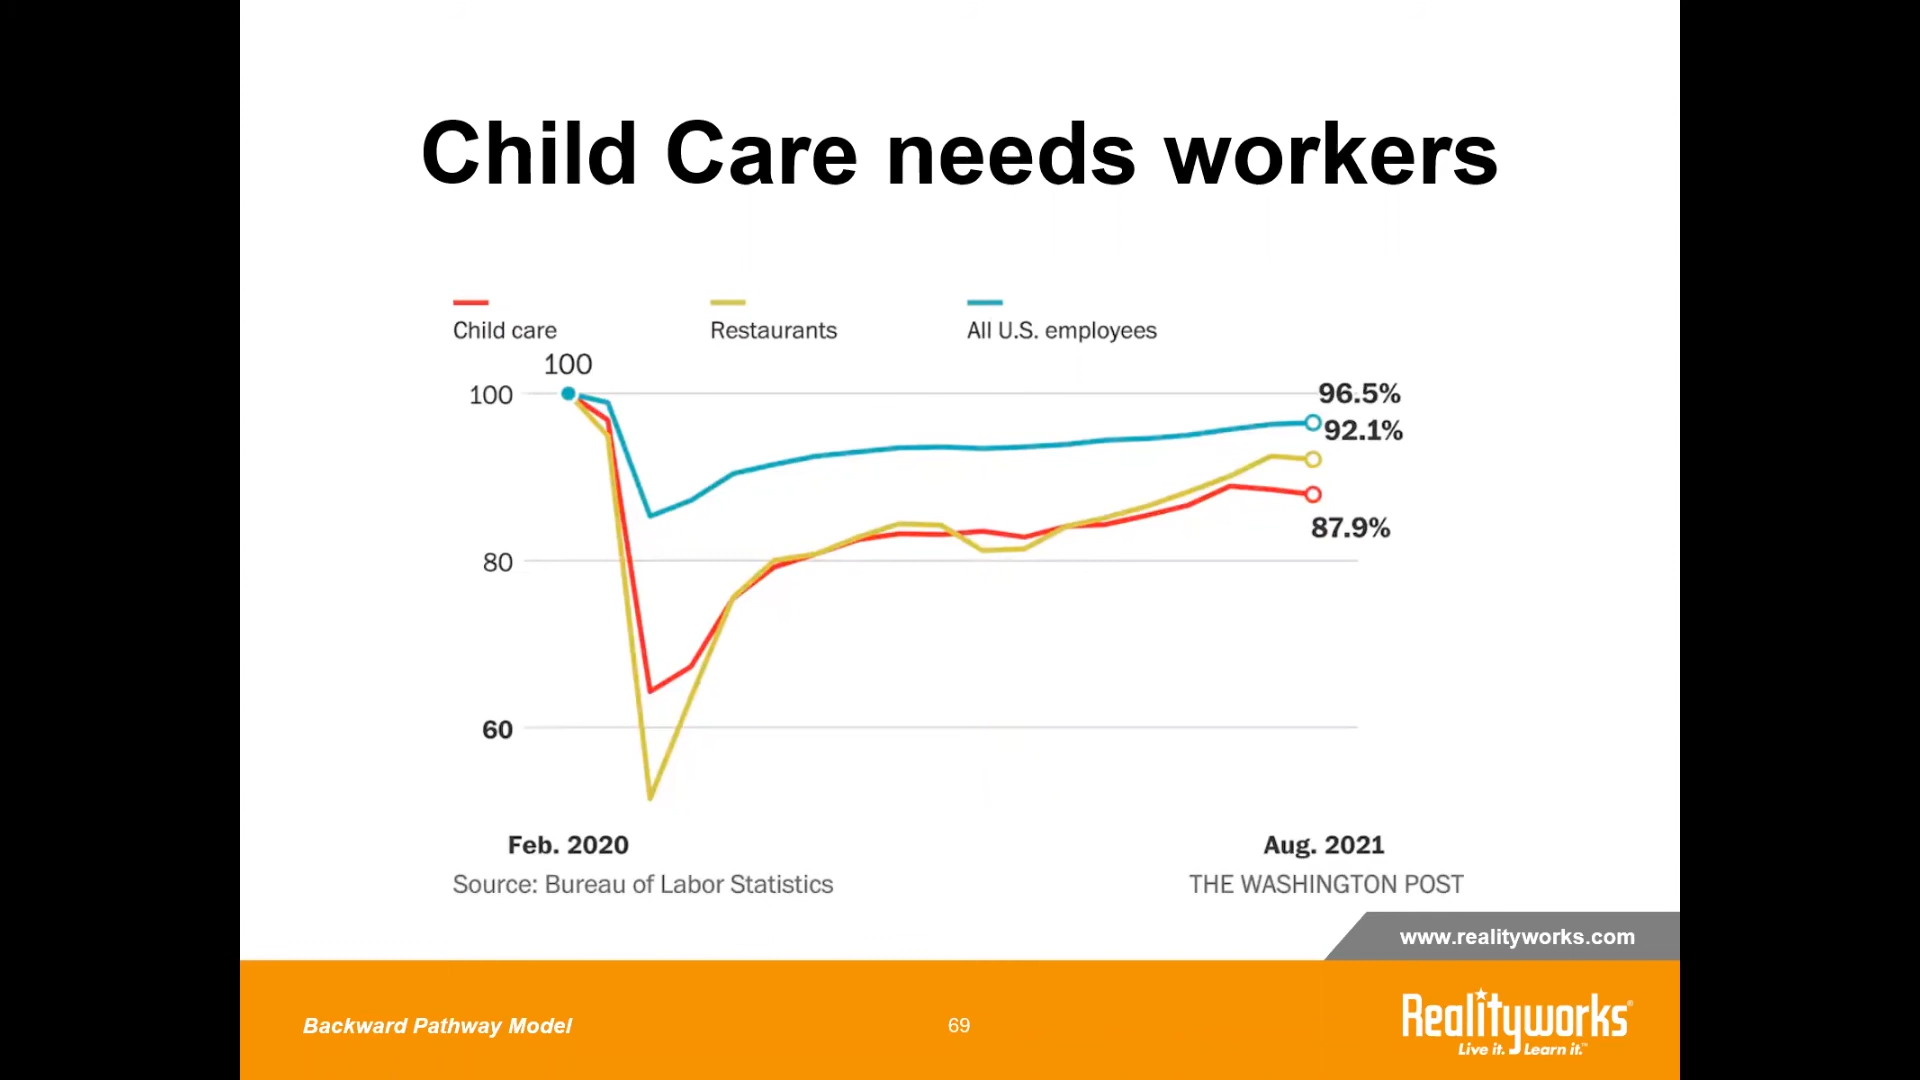 Child Care needs workers
Child care
Restaurants
All U.S. employees
100
100
96.5%
92.1%
87.9%
80
60
Feb. 2020
Aug. 2021
Source: Bureau of Labor Statistics
THE WASHINGTON POST
www.realityworks.com
Backward Pathway Model
69
Realityworks®
Live it. Learn it.™